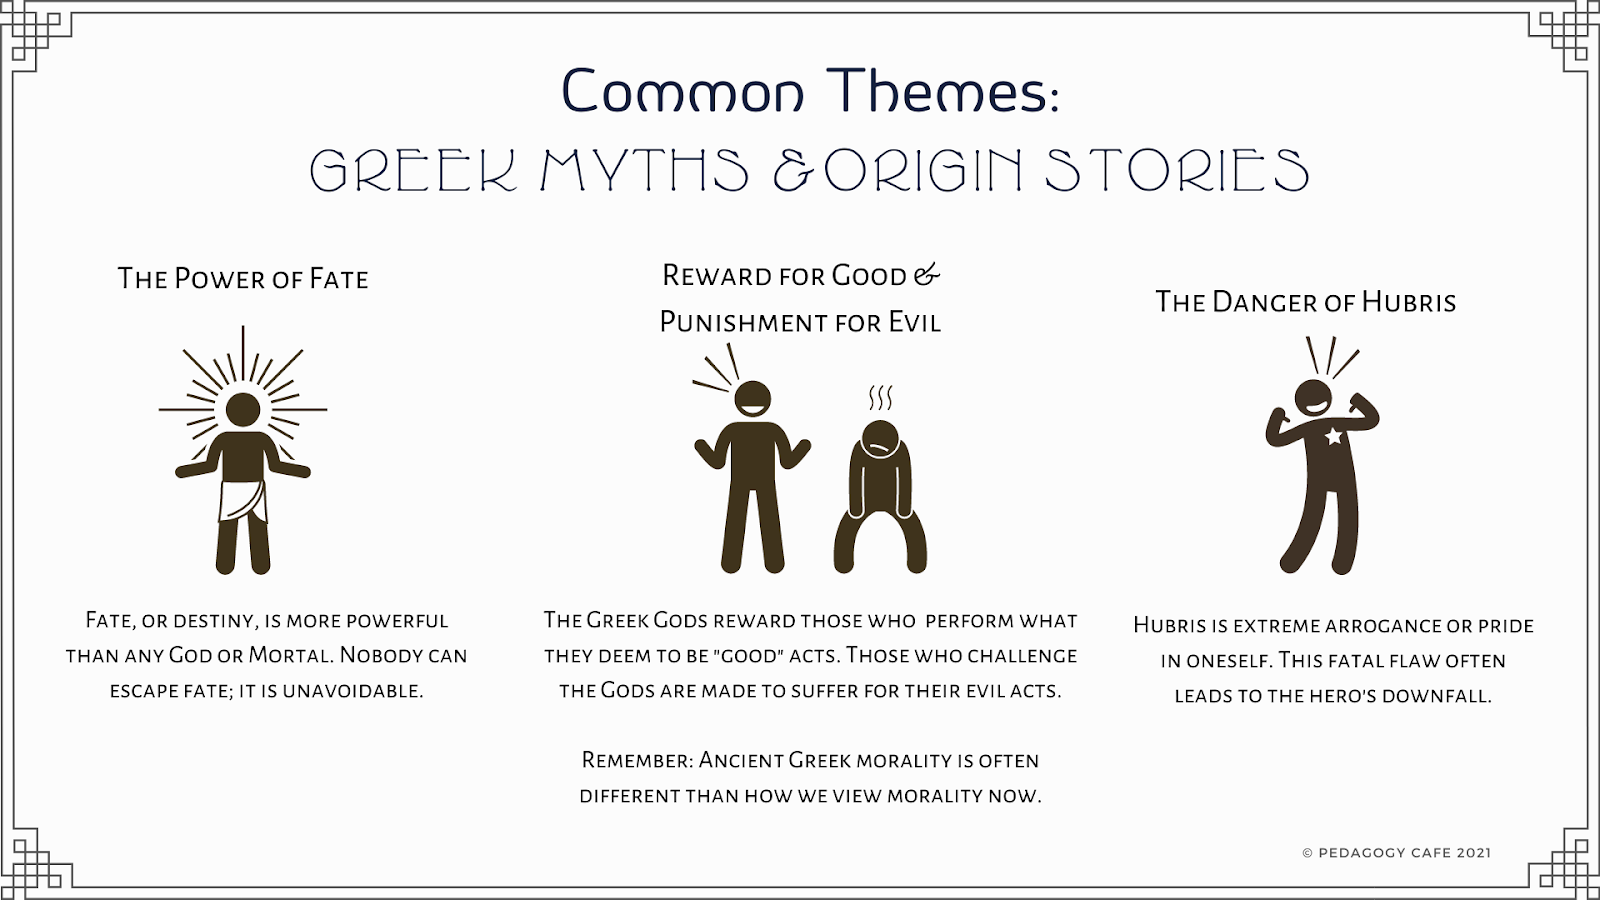 Common Themes:
GREEK MYTHS & ORIGIN STORIES
The Power of Fate
Fate, or destiny, is more powerful
than any God or Mortal. Nobody can
escape fate; it is unavoidable.
Reward for Good &
Punishment for Evil
The Greek Gods reward those who perform what
they deem to be "good" acts. Those who challenge
the Gods are made to suffer for their evil acts.
Remember: Ancient Greek morality is often
different than how we view morality now.
The Danger of Hubris
Hubris is extreme arrogance or pride
in oneself. This fatal flaw often
leads to the hero's downfall.
© PEDAGOGY CAFE 2021